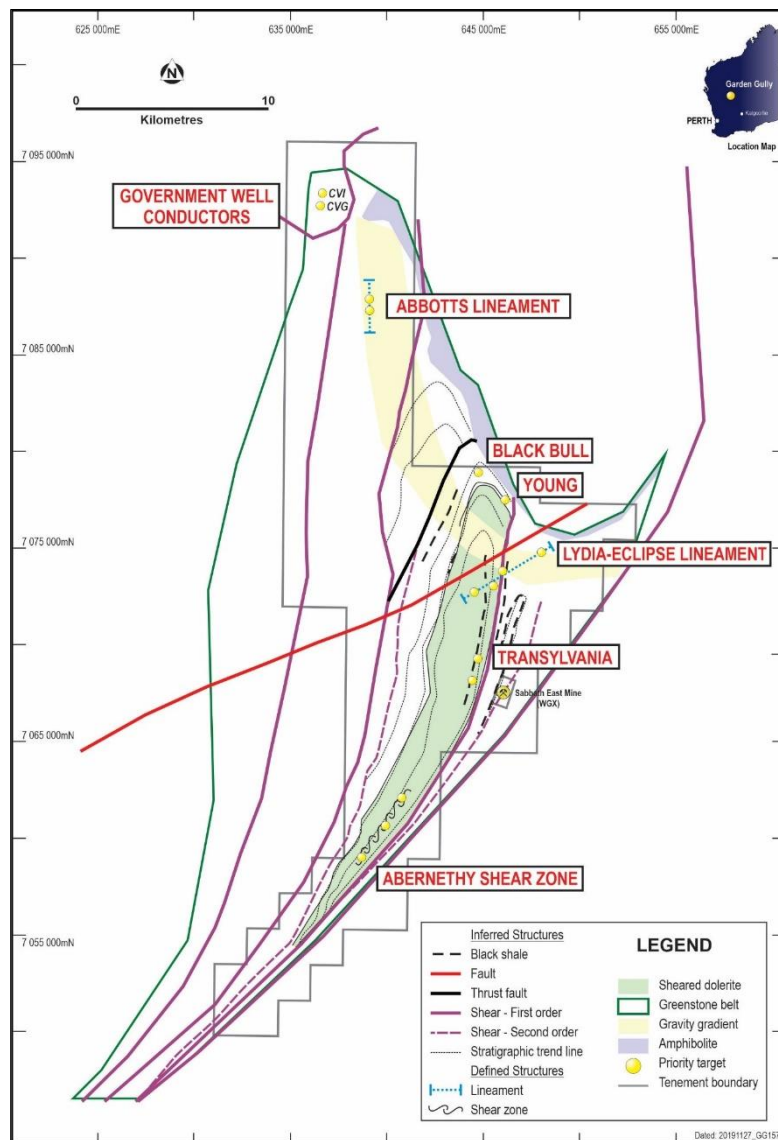 625 000mE
635 000mE
645 000mE
655 000mE
N
0
10
Kilometres
Garden Gully
Kalgoorlie
PERTH
Location Map
7 095 000mN
GOVERNMENT WELL
CONDUCTORS
CVI
CVG
ABBOTTS LINEAMENT
7 085 000mN
BLACK BULL
YOUNG
7 075 000mN
LYDIA-ECLIPSE LINEAMENT
TRANSYLVANIA
Sabbath East Mine
(WGX)
7 065 000mN
ABERNETHY SHEAR ZONE
7 055 000mN
Inferred Structures
Black shale
Fault
Thrust fault
Shear - First order
Shear - Second order
Stratigraphic trend line
Defined Structures
Lineament
Shear zone
LEGEND
Sheared dolerite
Greenstone belt
Gravity gradient
Amphibolite
Priority target
Tenement boundary